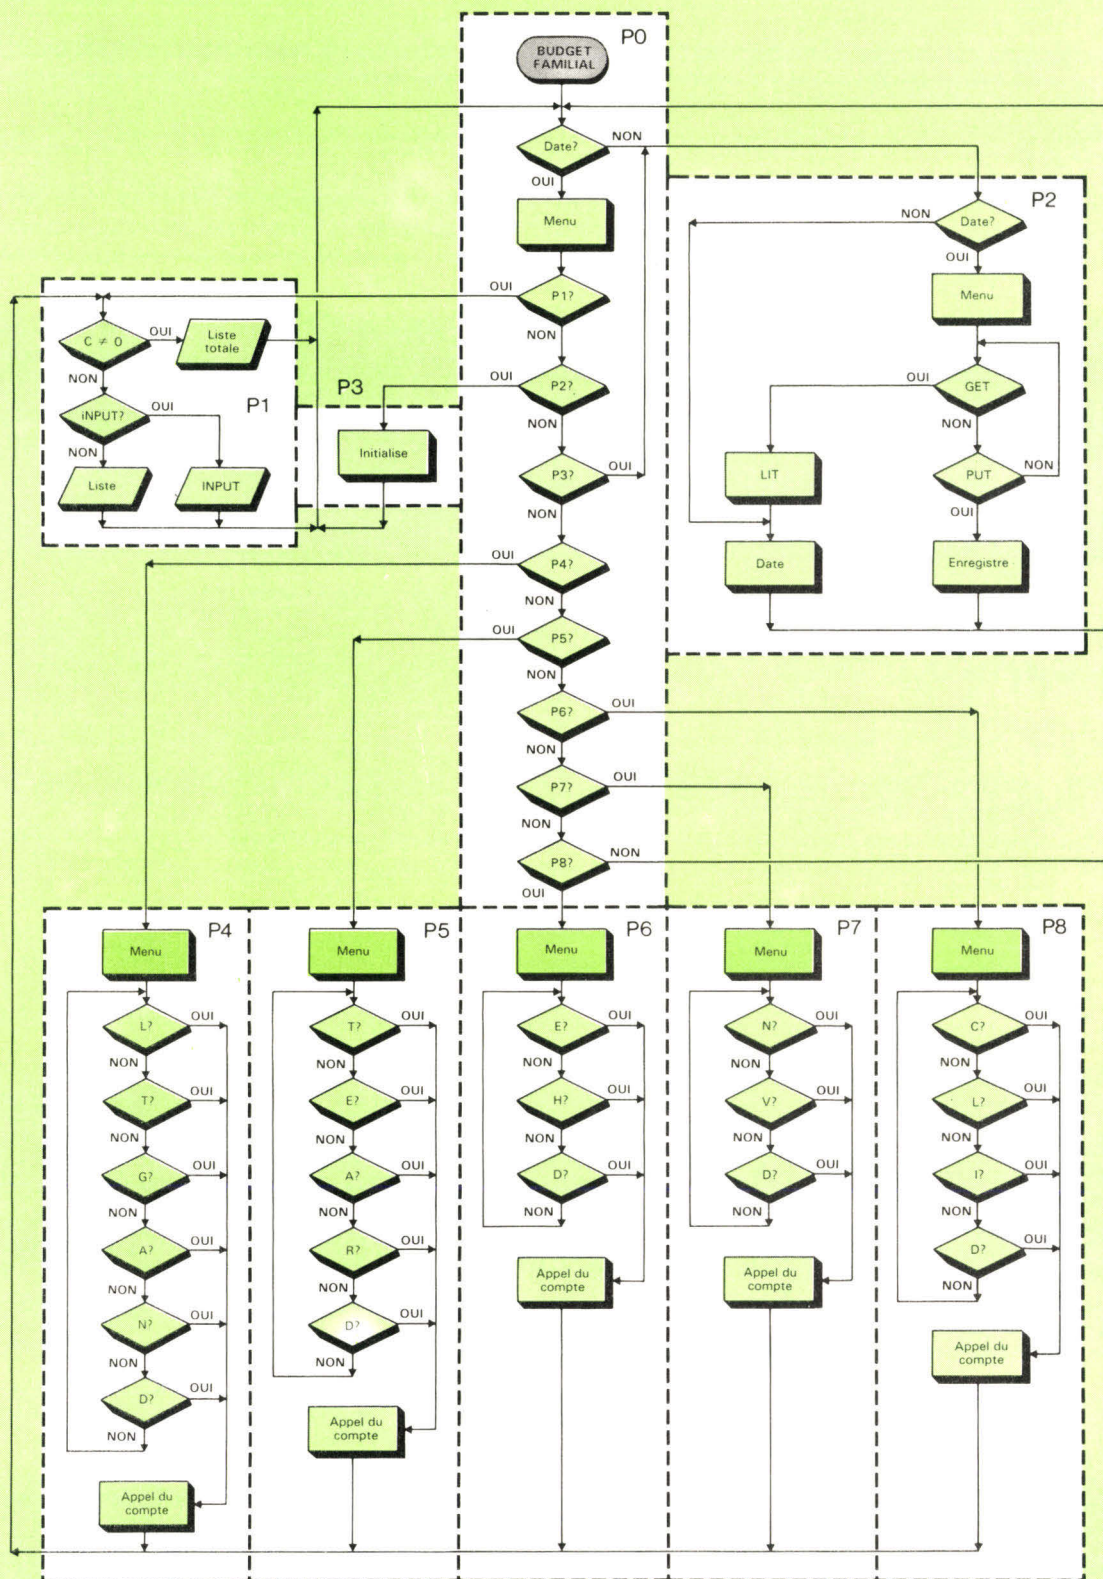 P0
BUDGET
FAMILIAL
Date?
NON
OUI
Menu
P1?
OUI
NON
P2?
OUI
NON
P3?
OUI
NON
P4?
OUI
NON
P5?
OUI
NON
P6?
OUI
NON
P7?
OUI
NON
P8?
NON
OUI
P1
C ≠ 0
OUI
Liste
totale
NON
iNPUT?
OUI
NON
Liste
INPUT
P3
Initialise
P2
Date?
NON
OUI
Menu
GET
OUI
NON
LIT
PUT
NON
OUI
Date
Enregistre
P4
Menu
L?
OUI
NON
T?
OUI
NON
G?
OUI
NON
A?
OUI
NON
N?
OUI
NON
D?
OUI
NON
Appel du
compte
P5
Menu
T?
OUI
NON
E?
OUI
NON
A?
OUI
NON
R?
OUI
NON
D?
OUI
NON
Appel du
compte
P6
Menu
E?
OUI
NON
H?
OUI
NON
D?
OUI
NON
Appel du
compte
P7
Menu
N?
OUI
NON
V?
OUI
NON
D?
OUI
NON
Appel du
compte
P8
Menu
C?
OUI
NON
L?
OUI
NON
I?
OUI
NON
D?
OUI
NON
Appel du
compte